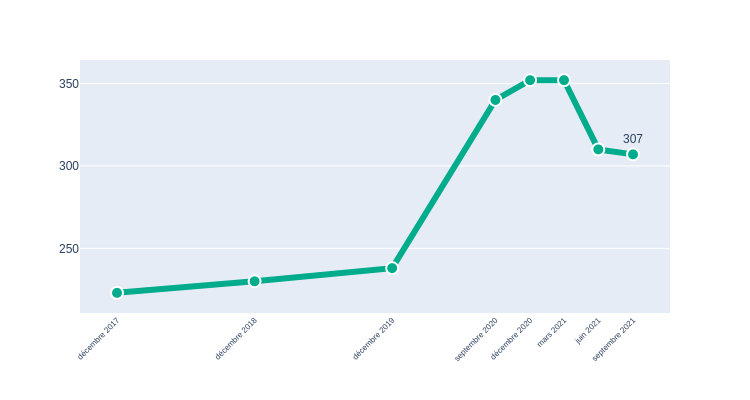 350
300
250
307
décembre 2017
décembre 2018
décembre 2019
septembre 2020
décembre 2020
mars 2021
juin 2021
septembre 2021